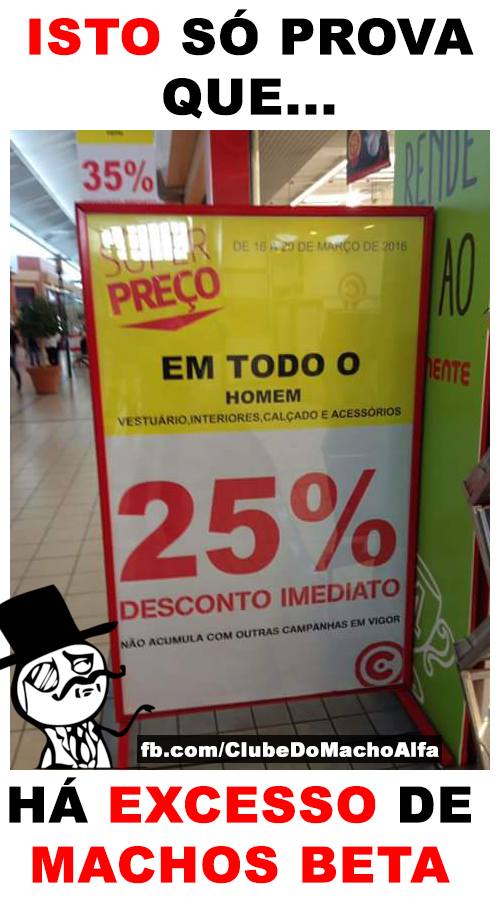 ISTO SÓ PROVA
QUE...
35%
RENDE
AO
SUPER
PREÇO
DE 16 A 29 DE MARÇO DE 2016
EM TODO O
HOMEM
VESTUÁRIO,INTERIORES,CALÇADO E ACESSÓRIOS
25%
DESCONTO IMEDIATO
NÃO ACUMULA COM OUTRAS CAMPANHAS EM VIGOR
C
fb.com/ClubeDoMachoAlfa
HÁ EXCESSO DE
MACHOS BETA